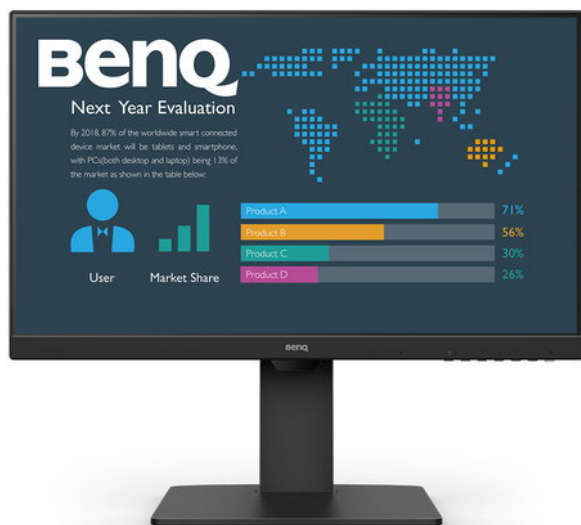 BenQ
Next Year Evaluation
By 2018, 87% of the worldwide smart connected
device market will be tablets and smartphone,
with PCs(both desktop and laptop) being 13% of
the market as shown in the table below:
User
Market Share
Product A 71%
Product B 56%
Product C 30%
Product D 26%
BenQ